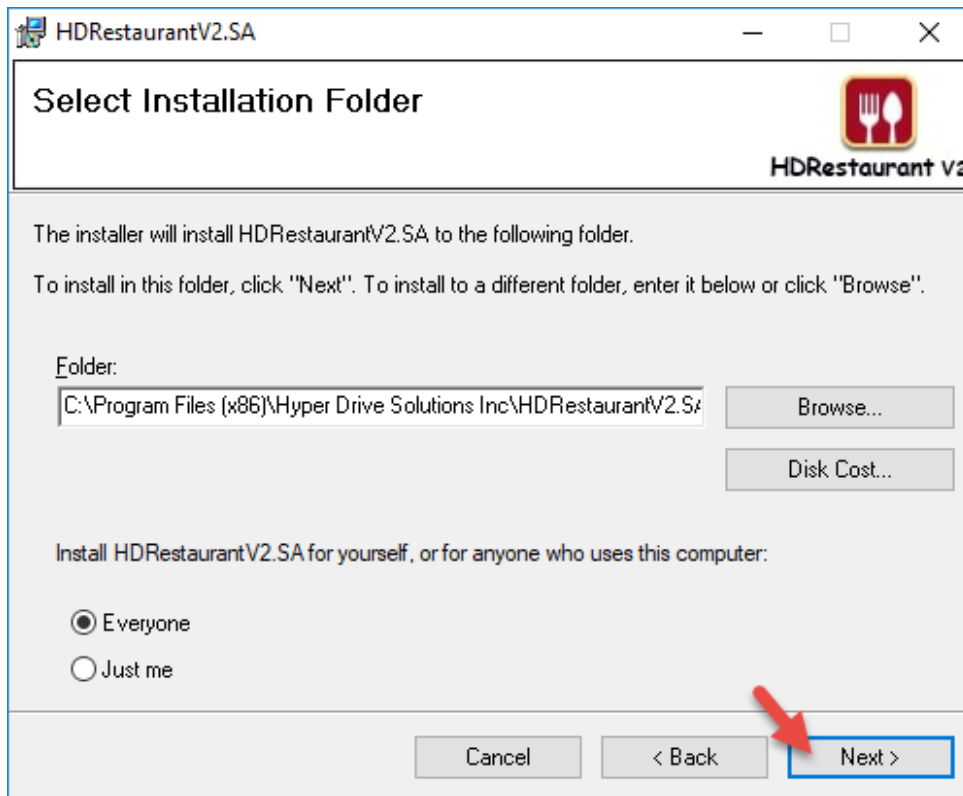 HDRestaurantV2.SA
Select Installation Folder
HDRestaurant V2
The installer will install HDRestaurantV2.SA to the following folder.
To install in this folder, click "Next". To install to a different folder, enter it below or click "Browse".
Folder:
C:\Program Files (x86)\Hyper Drive Solutions Inc\HDRestaurantV2.SA
Browse...
Disk Cost...
Install HDRestaurantV2.SA for yourself, or for anyone who uses this computer:
Everyone
Just me
Cancel
< Back
Next >